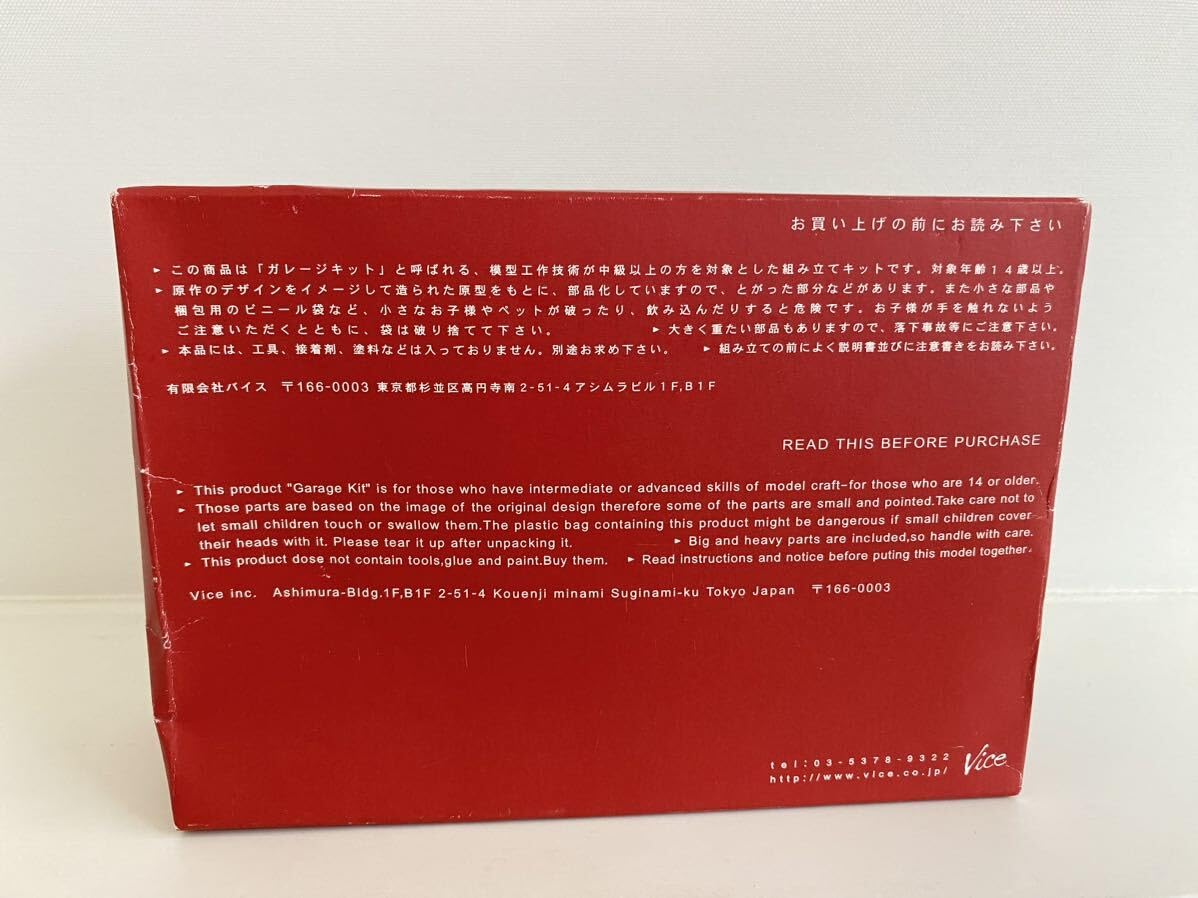 お買い上げの前にお読み下さい
► この商品は「ガレージキット」と呼ばれる、模型工作技術が中級以上の方を対象とした組み立てキットです。対象年齢１４歳以上。
► 原作のデザインをイメージして造られた原型をもとに、部品化していますので、とがった部分などがあります。また小さな部品や
梱包用のビニール袋など、小さなお子様やペットが破ったり、飲み込んだりすると危険です。お子様が手を触れないよう
ご注意いただくとともに、袋は破り捨てて下さい。 ► 大きく重たい部品もありますので、落下事故等にご注意下さい。
► 本品には、工具、接着剤、塗料などは入っておりません。別途お求め下さい。 ► 組み立ての前によく説明書並びに注意書きをお読み下さい。
有限会社バイス 〒166-0003 東京都杉並区高円寺南2-51-4アシムラビル１F,B１F
READ THIS BEFORE PURCHASE
► This product "Garage Kit" is for those who have intermediate or advanced skills of model craft-for those who are 14 or older.
► Those parts are based on the image of the original design therefore some of the parts are small and pointed.Take care not to
let small children touch or swallow them.The plastic bag containing this product might be dangerous if small children cover
their heads with it. Please tear it up after unpacking it. ► Big and heavy parts are included,so handle with care.
► This product dose not contain tools,glue and paint.Buy them. ► Read instructions and notice before puting this model together.
Vice inc. Ashimura-Bldg.1F,B1F 2-51-4 Kouenji minami Suginami-ku Tokyo Japan 〒166-0003
tel:03-5378-9322
http://www.vice.co.jp/
Vice